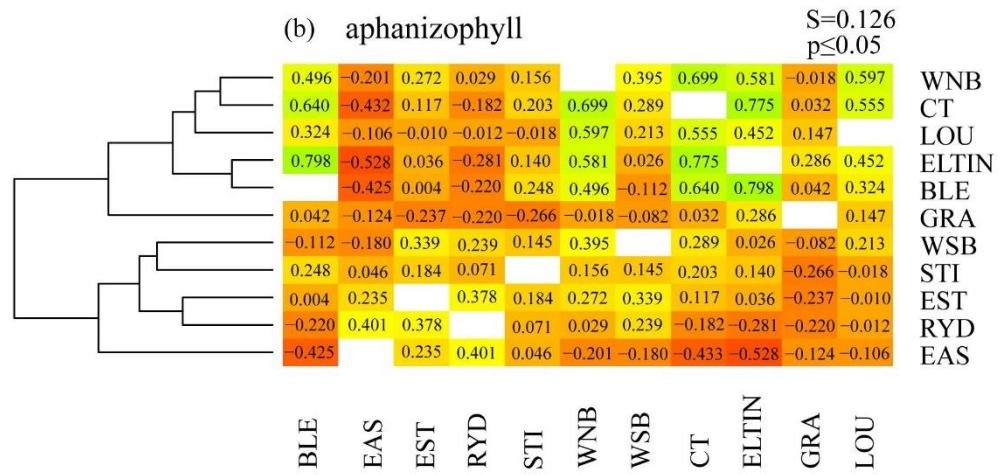 (b) aphanizophyll S=0.126
p≤0.05
0.496 −0.201 0.272 0.029 0.156 0.395 0.699 0.581 −0.018 0.597 WNB
0.640 −0.432 0.117 −0.182 0.203 0.699 0.289 0.775 0.032 0.555 CT
0.324 −0.106 −0.010 −0.012 −0.018 0.597 0.213 0.555 0.452 0.147 LOU
0.798 −0.528 0.036 −0.281 0.140 0.581 0.026 0.775 0.286 0.452 ELTIN
−0.425 0.004 −0.220 0.248 0.496 −0.112 0.640 0.798 0.042 0.324 BLE
0.042 −0.124 −0.237 −0.220 −0.266 −0.018 −0.082 0.032 0.286 0.147 GRA
−0.112 −0.180 0.339 0.239 0.145 0.395 0.289 0.026 −0.082 0.213 WSB
0.248 0.046 0.184 0.071 0.156 0.145 0.203 0.140 −0.266 −0.018 STI
0.004 0.235 0.378 0.184 0.272 0.339 0.117 0.036 −0.237 −0.010 EST
−0.220 0.401 0.378 0.071 0.029 0.239 −0.182 −0.281 −0.220 −0.012 RYD
−0.425 0.235 0.401 0.046 −0.201 −0.180 −0.433 −0.528 −0.124 −0.106 EAS
BLE EAS EST RYD STI WNB WSB CT ELTIN GRA LOU